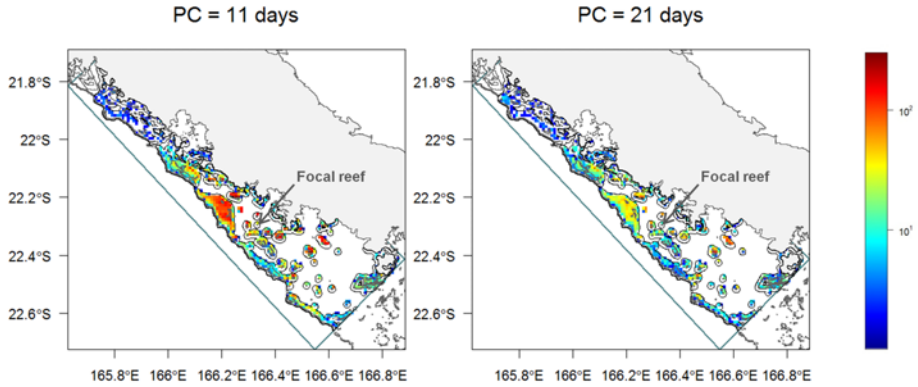 PC = 11 days
PC = 21 days
21.8°S
22°S
22.2°S
22.4°S
22.6°S
Focal reef
165.8°E 166°E 166.2°E 166.4°E 166.6°E 166.8°E
21.8°S
22°S
22.2°S
22.4°S
22.6°S
Focal reef
165.8°E 166°E 166.2°E 166.4°E 166.6°E 166.8°E
10²
10¹